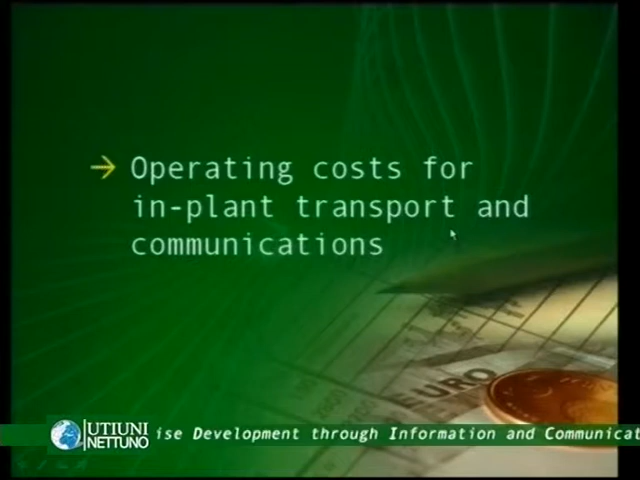 → Operating costs for
in-plant transport and
communications
EURO
UTIUNI
NETTUNO
ise Development through Information and Communicat